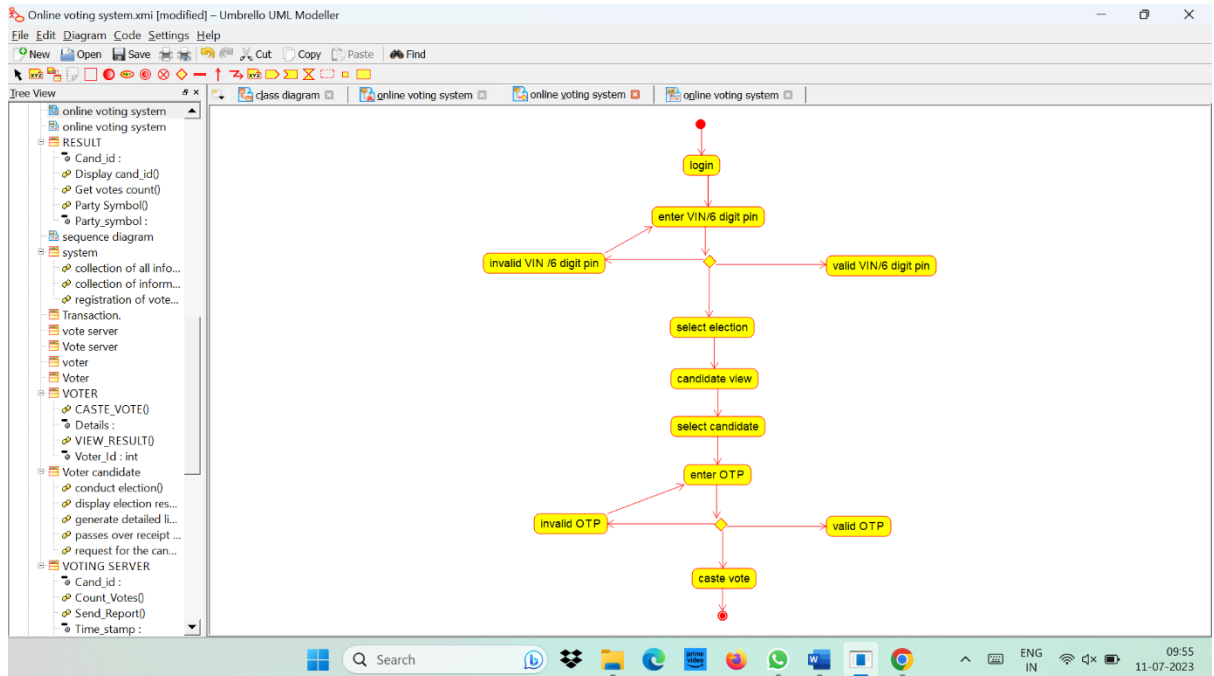 Online voting system.xmi [modified] – Umbrello UML Modeller
File Edit Diagram Code Settings Help
New Open Save Cut Copy Paste Find
Tree View
class diagram
online voting system
online voting system
online voting system
online voting system
online voting system
RESULT
Cand_id :
Display cand_id()
Get votes count()
Party Symbol()
Party_symbol :
sequence diagram
system
collection of all info...
collection of inform...
registration of vote...
Transaction.
vote server
Vote server
voter
Voter
VOTER
CASTE_VOTE()
Details :
VIEW_RESULT()
Voter_Id : int
Voter candidate
conduct election()
display election res...
generate detailed li...
passes over receipt ...
request for the can...
VOTING SERVER
Cand_id :
Count_Votes()
Send_Report()
Time_stamp :
login
enter VIN/6 digit pin
invalid VIN /6 digit pin
valid VIN/6 digit pin
select election
candidate view
select candidate
enter OTP
invalid OTP
valid OTP
caste vote
Search
prime video
ENG
IN
09:55
11-07-2023